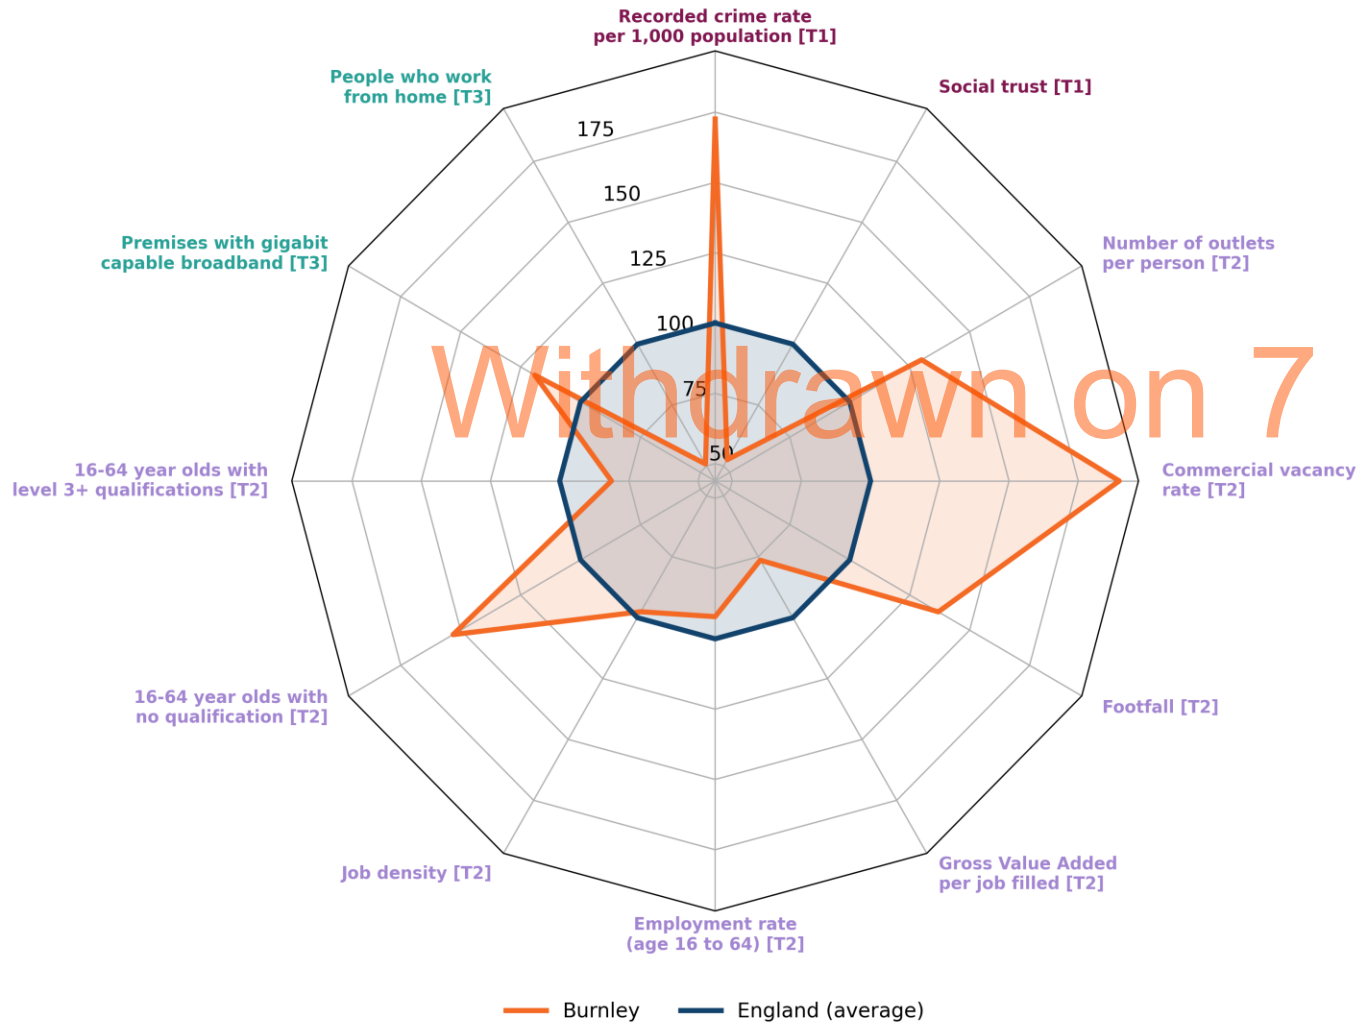 Recorded crime rate
per 1,000 population [T1]
People who work
from home [T3]
Social trust [T1]
175
150
Premises with gigabit
capable broadband [T3]
Number of outlets
per person [T2]
125
100
Withdrawn on 7
75
50
16-64 year olds with
level 3+ qualifications [T2]
Commercial vacancy
rate [T2]
16-64 year olds with
no qualification [T2]
Footfall [T2]
Job density [T2]
Gross Value Added
per job filled [T2]
Employment rate
(age 16 to 64) [T2]
Burnley
England (average)